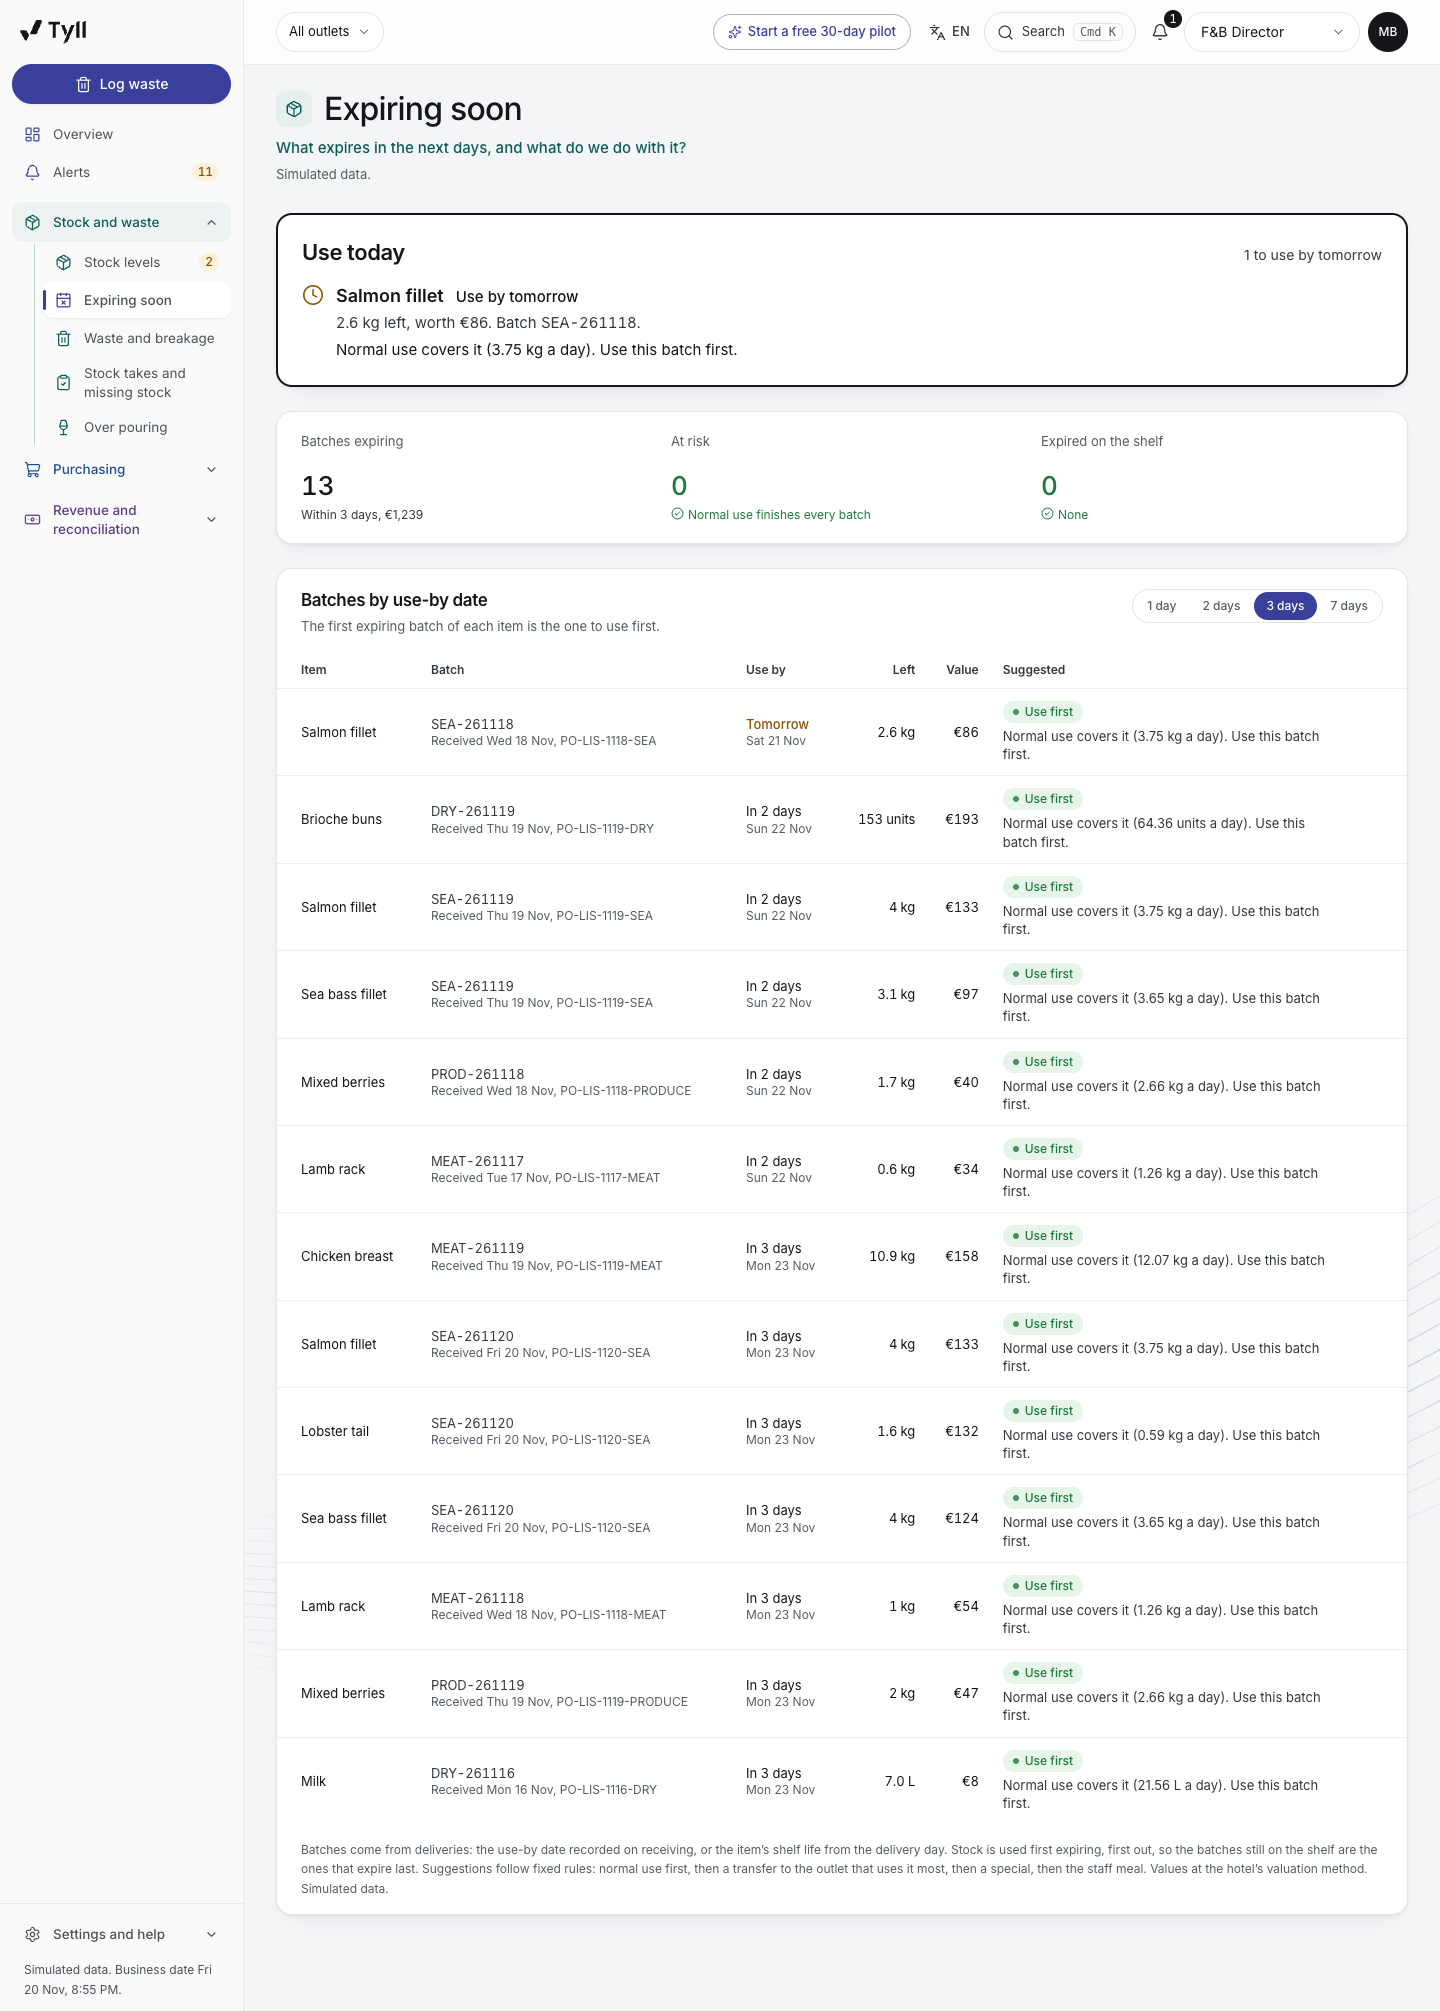 Tyll
Log waste
Overview
Alerts 11
Stock and waste
Stock levels 2
Expiring soon
Waste and breakage
Stock takes and
missing stock
Over pouring
Purchasing
Revenue and
reconciliation
Settings and help
Simulated data. Business date Fri
20 Nov, 8:55 PM.
All outlets
Start a free 30-day pilot
EN
Search Cmd K
1
F&B Director
MB
Expiring soon
What expires in the next days, and what do we do with it?
Simulated data.
Use today
1 to use by tomorrow
Salmon fillet Use by tomorrow
2.6 kg left, worth €86. Batch SEA-261118.
Normal use covers it (3.75 kg a day). Use this batch first.
Batches expiring
13
Within 3 days, €1,239
At risk
0
Normal use finishes every batch
Expired on the shelf
0
None
Batches by use-by date
The first expiring batch of each item is the one to use first.
1 day 2 days 3 days 7 days
Item Batch Use by Left Value Suggested
Salmon fillet
SEA-261118
Received Wed 18 Nov, PO-LIS-1118-SEA
Tomorrow
Sat 21 Nov
2.6 kg
€86
Use first
Normal use covers it (3.75 kg a day). Use this batch
first.
Brioche buns
DRY-261119
Received Thu 19 Nov, PO-LIS-1119-DRY
In 2 days
Sun 22 Nov
153 units
€193
Use first
Normal use covers it (64.36 units a day). Use this
batch first.
Salmon fillet
SEA-261119
Received Thu 19 Nov, PO-LIS-1119-SEA
In 2 days
Sun 22 Nov
4 kg
€133
Use first
Normal use covers it (3.75 kg a day). Use this batch
first.
Sea bass fillet
SEA-261119
Received Thu 19 Nov, PO-LIS-1119-SEA
In 2 days
Sun 22 Nov
3.1 kg
€97
Use first
Normal use covers it (3.65 kg a day). Use this batch
first.
Mixed berries
PROD-261118
Received Wed 18 Nov, PO-LIS-1118-PRODUCE
In 2 days
Sun 22 Nov
1.7 kg
€40
Use first
Normal use covers it (2.66 kg a day). Use this batch
first.
Lamb rack
MEAT-261117
Received Tue 17 Nov, PO-LIS-1117-MEAT
In 2 days
Sun 22 Nov
0.6 kg
€34
Use first
Normal use covers it (1.26 kg a day). Use this batch
first.
Chicken breast
MEAT-261119
Received Thu 19 Nov, PO-LIS-1119-MEAT
In 3 days
Mon 23 Nov
10.9 kg
€158
Use first
Normal use covers it (12.07 kg a day). Use this batch
first.
Salmon fillet
SEA-261120
Received Fri 20 Nov, PO-LIS-1120-SEA
In 3 days
Mon 23 Nov
4 kg
€133
Use first
Normal use covers it (3.75 kg a day). Use this batch
first.
Lobster tail
SEA-261120
Received Fri 20 Nov, PO-LIS-1120-SEA
In 3 days
Mon 23 Nov
1.6 kg
€132
Use first
Normal use covers it (0.59 kg a day). Use this batch
first.
Sea bass fillet
SEA-261120
Received Fri 20 Nov, PO-LIS-1120-SEA
In 3 days
Mon 23 Nov
4 kg
€124
Use first
Normal use covers it (3.65 kg a day). Use this batch
first.
Lamb rack
MEAT-261118
Received Wed 18 Nov, PO-LIS-1118-MEAT
In 3 days
Mon 23 Nov
1 kg
€54
Use first
Normal use covers it (1.26 kg a day). Use this batch
first.
Mixed berries
PROD-261119
Received Thu 19 Nov, PO-LIS-1119-PRODUCE
In 3 days
Mon 23 Nov
2 kg
€47
Use first
Normal use covers it (2.66 kg a day). Use this batch
first.
Milk
DRY-261116
Received Mon 16 Nov, PO-LIS-1116-DRY
In 3 days
Mon 23 Nov
7.0 L
€8
Use first
Normal use covers it (21.56 L a day). Use this batch
first.
Batches come from deliveries: the use-by date recorded on receiving, or the item's shelf life from the delivery day. Stock is used first expiring, first out, so the batches still on the shelf are the
ones that expire last. Suggestions follow fixed rules: normal use first, then a transfer to the outlet that uses it most, then a special, then the staff meal. Values at the hotel's valuation method.
Simulated data.